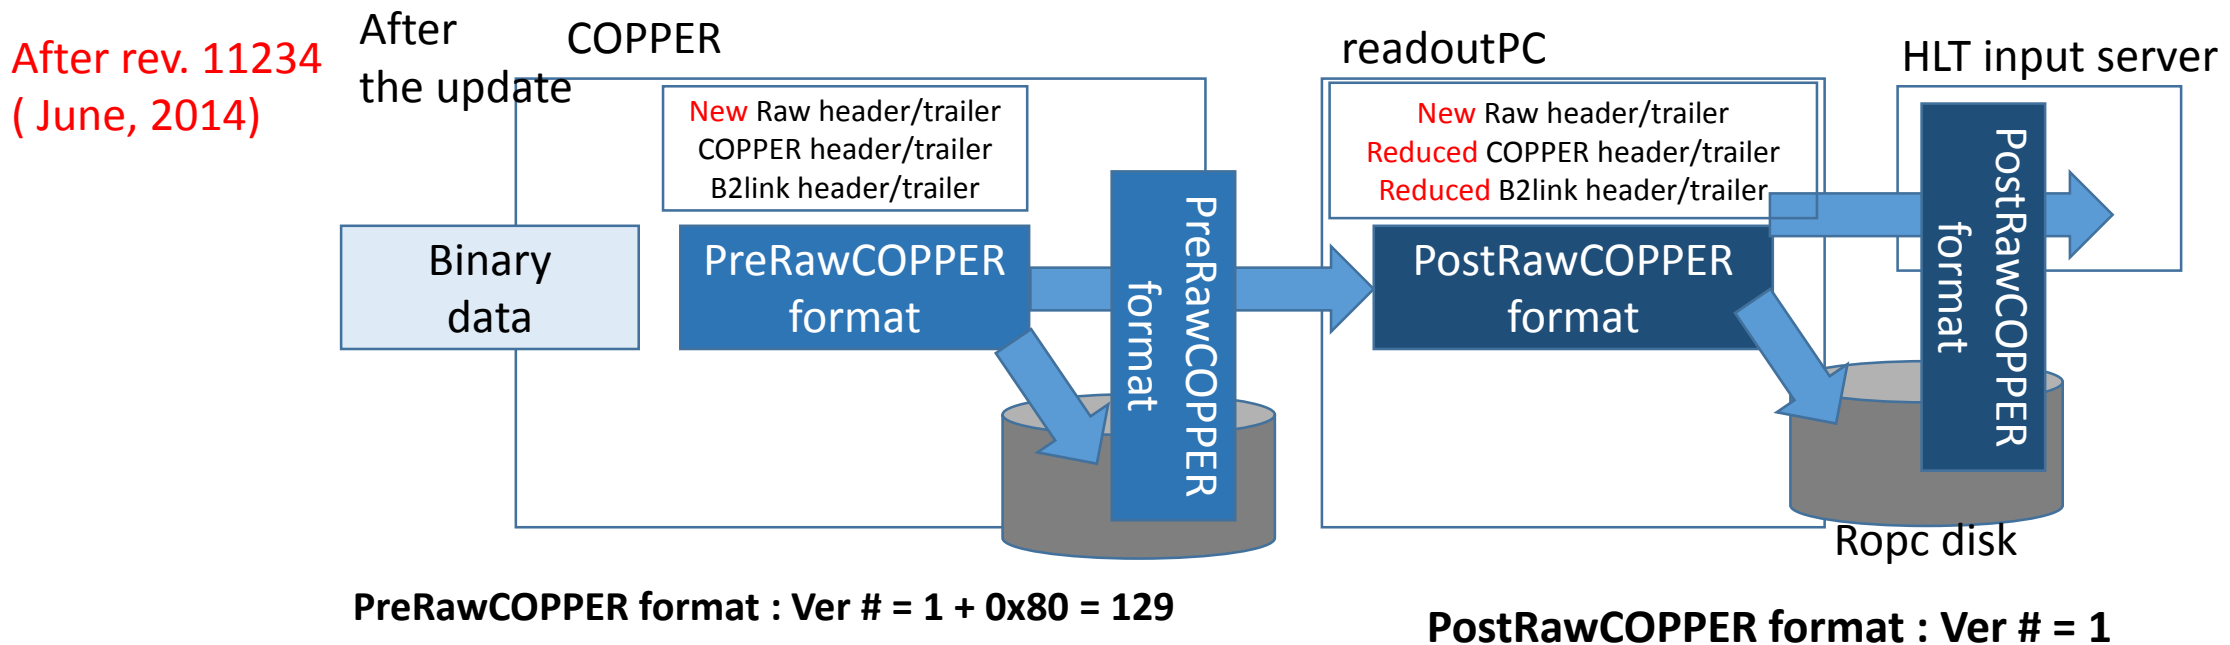 After rev. 11234
( June, 2014)
After
the update
COPPER
New Raw header/trailer
COPPER header/trailer
B2link header/trailer
Binary
data
PreRawCOPPER
format
PreRawCOPPER
format
readoutPC
New Raw header/trailer
Reduced COPPER header/trailer
Reduced B2link header/trailer
PostRawCOPPER
format
HLT input server
PostRawCOPPER
format
Ropc disk
PreRawCOPPER format : Ver # = 1 + 0x80 = 129
PostRawCOPPER format : Ver # = 1